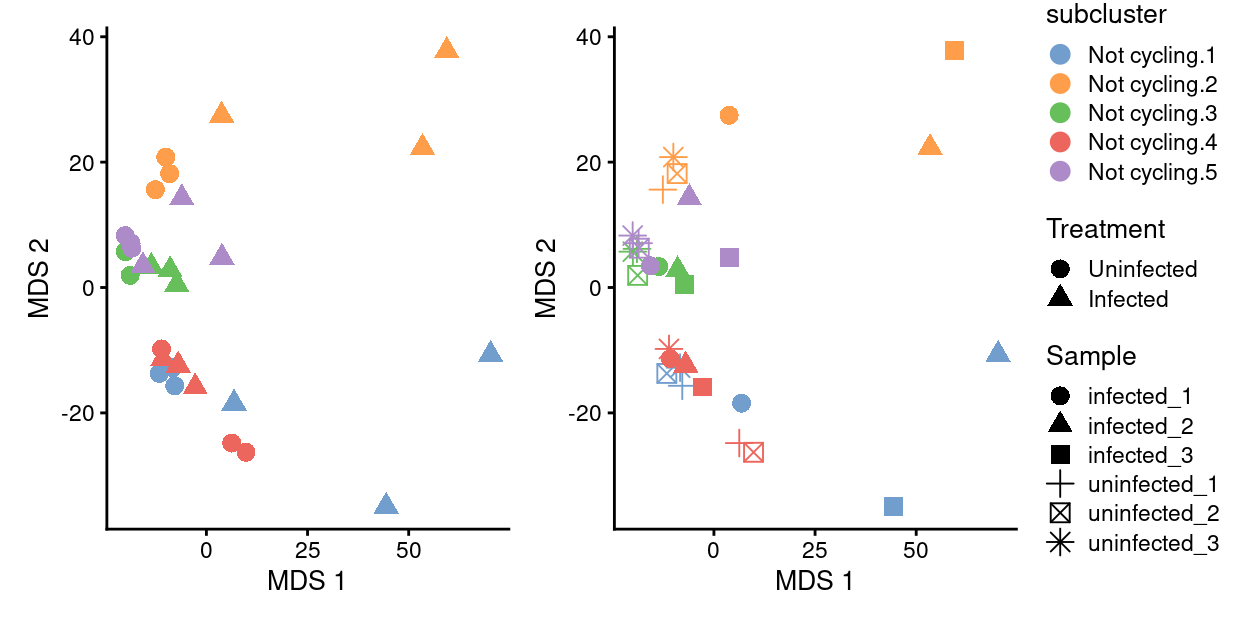 40
20
0
-20
MDS 2
0
25
50
MDS 1
40
20
0
-20
MDS 2
0
25
50
MDS 1
subcluster
Not cycling.1
Not cycling.2
Not cycling.3
Not cycling.4
Not cycling.5
Treatment
Uninfected
Infected
Sample
infected_1
infected_2
infected_3
uninfected_1
uninfected_2
uninfected_3